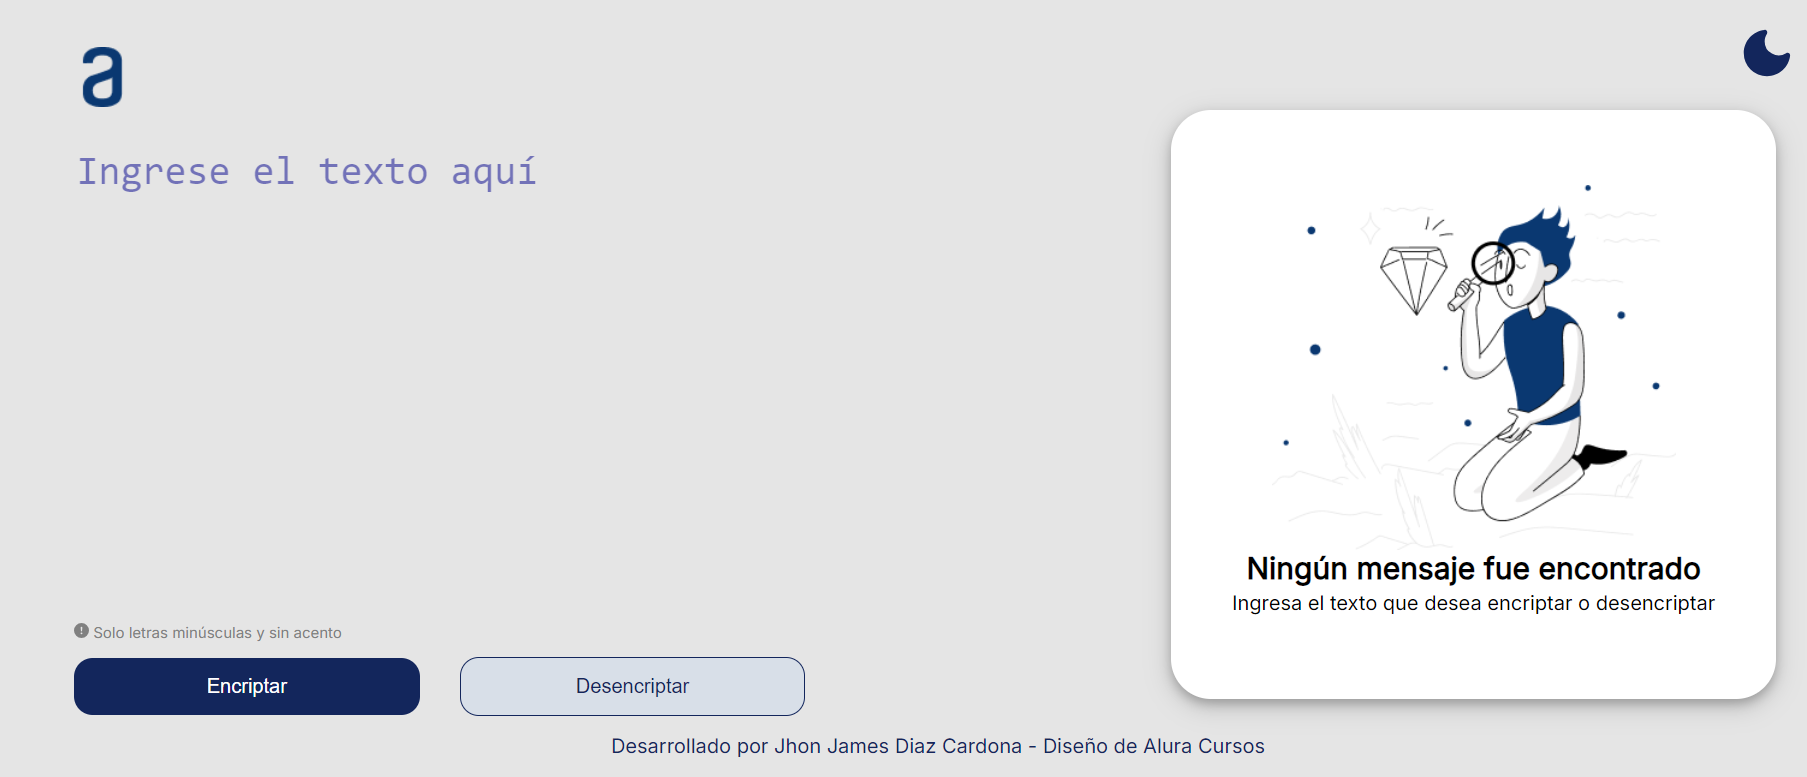 a
Ingrese el texto aquí
Ningún mensaje fue encontrado
Ingresa el texto que desea encriptar o desencriptar
Solo letras minúsculas y sin acento
Encriptar
Desencriptar
Desarrollado por Jhon James Diaz Cardona - Diseño de Alura Cursos